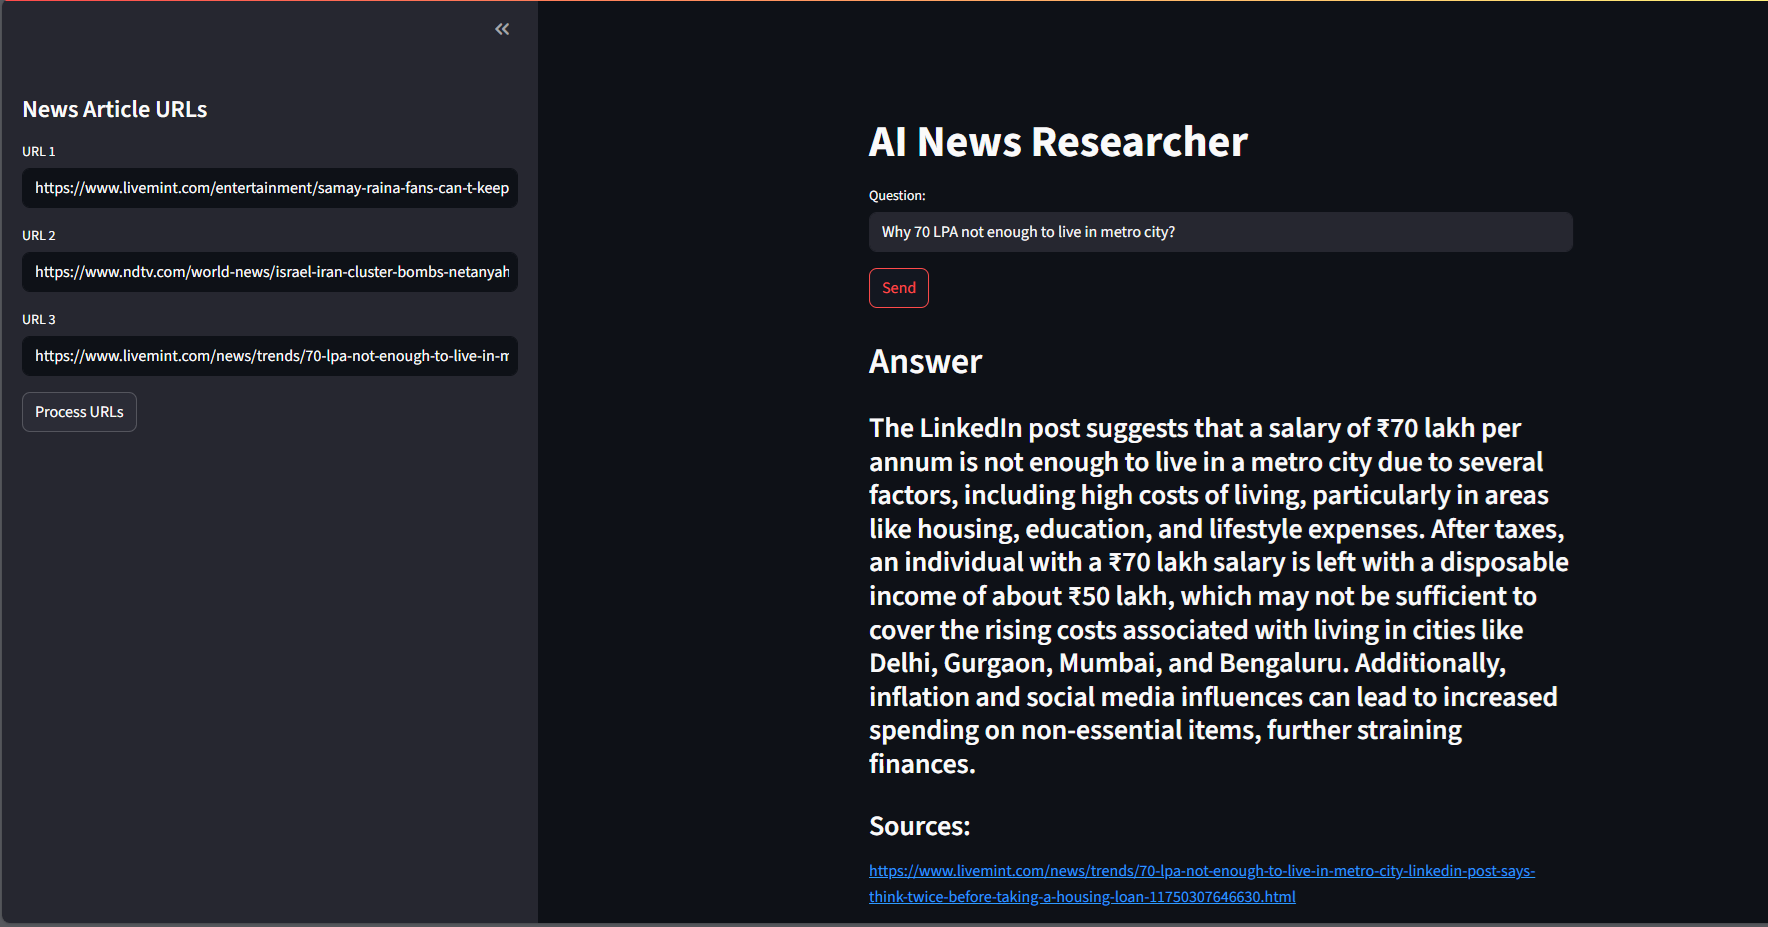 News Article URLs
URL 1
https://www.livemint.com/entertainment/samay-raina-fans-can-t-keep
URL 2
https://www.ndtv.com/world-news/israel-iran-cluster-bombs-netanyah
URL 3
https://www.livemint.com/news/trends/70-lpa-not-enough-to-live-in-m
Process URLs
AI News Researcher
Question:
Why 70 LPA not enough to live in metro city?
Send
Answer
The LinkedIn post suggests that a salary of ₹70 lakh per
annum is not enough to live in a metro city due to several
factors, including high costs of living, particularly in areas
like housing, education, and lifestyle expenses. After taxes,
an individual with a ₹70 lakh salary is left with a disposable
income of about ₹50 lakh, which may not be sufficient to
cover the rising costs associated with living in cities like
Delhi, Gurgaon, Mumbai, and Bengaluru. Additionally,
inflation and social media influences can lead to increased
spending on non-essential items, further straining
finances.
Sources:
https://www.livemint.com/news/trends/70-lpa-not-enough-to-live-in-metro-city-linkedin-post-says-
think-twice-before-taking-a-housing-loan-11750307646630.html